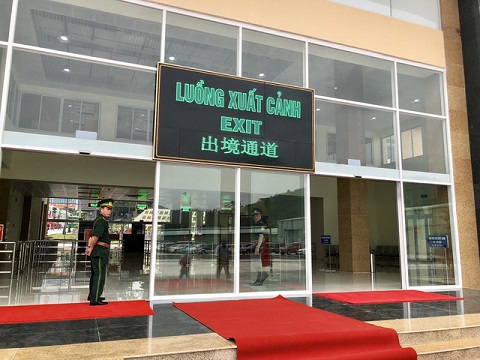 LUỒNG XUẤT CẢNH
EXIT
出境通道